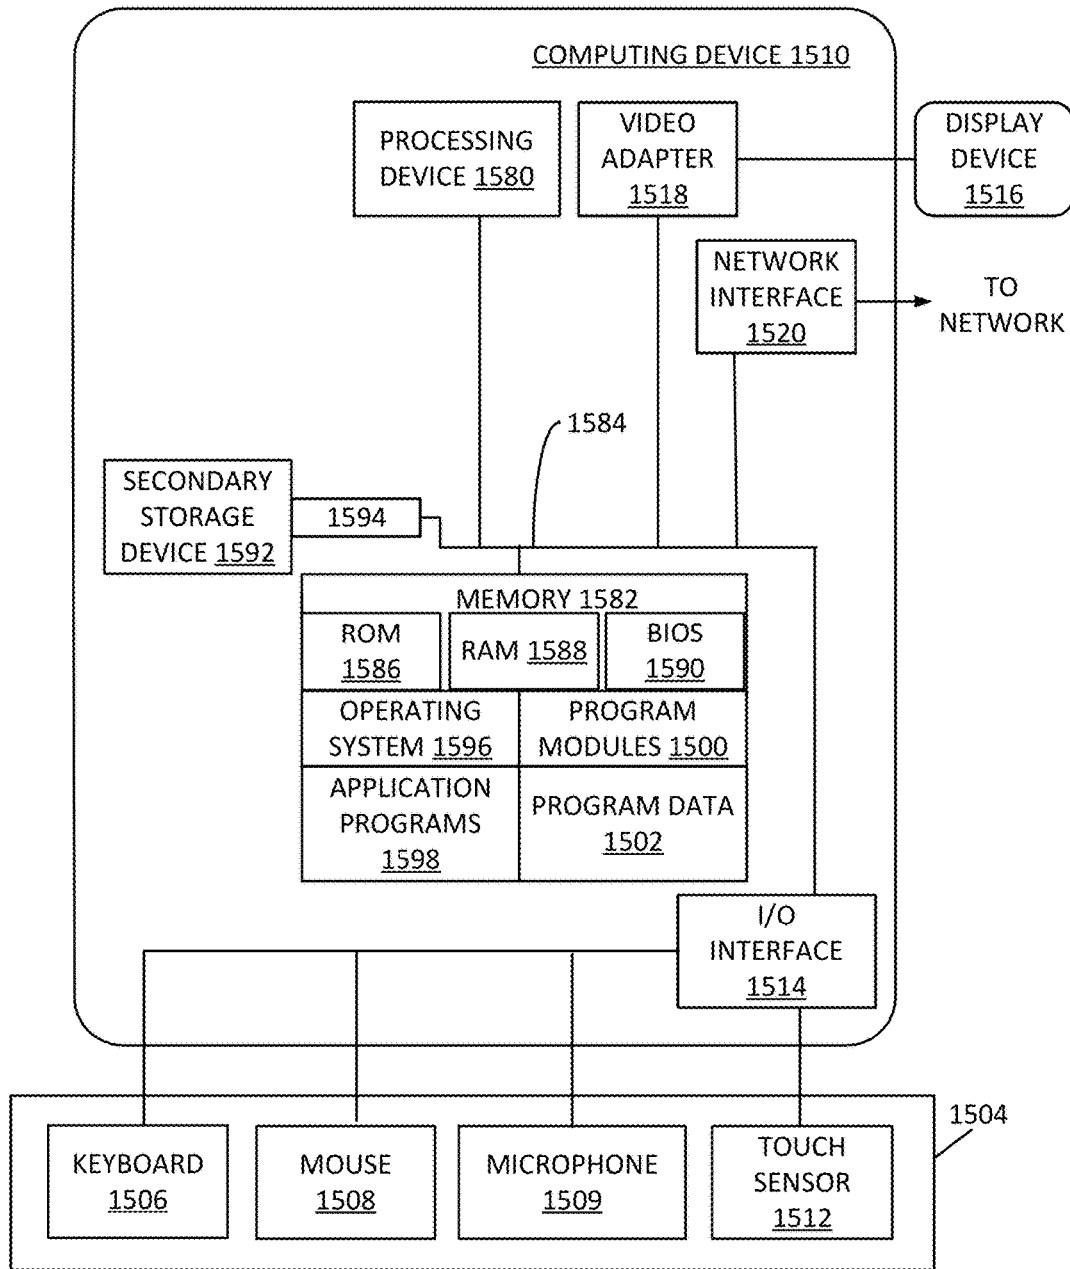 COMPUTING DEVICE 1510
PROCESSING
DEVICE 1580
VIDEO
ADAPTER
1518
DISPLAY
DEVICE
1516
NETWORK
INTERFACE
1520
TO
NETWORK
1584
SECONDARY
STORAGE
DEVICE 1592
1594
MEMORY 1582
ROM
1586
RAM 1588
BIOS
1590
OPERATING
SYSTEM 1596
PROGRAM
MODULES 1500
APPLICATION
PROGRAMS
1598
PROGRAM DATA
1502
I/O
INTERFACE
1514
1504
KEYBOARD
1506
MOUSE
1508
MICROPHONE
1509
TOUCH
SENSOR
1512